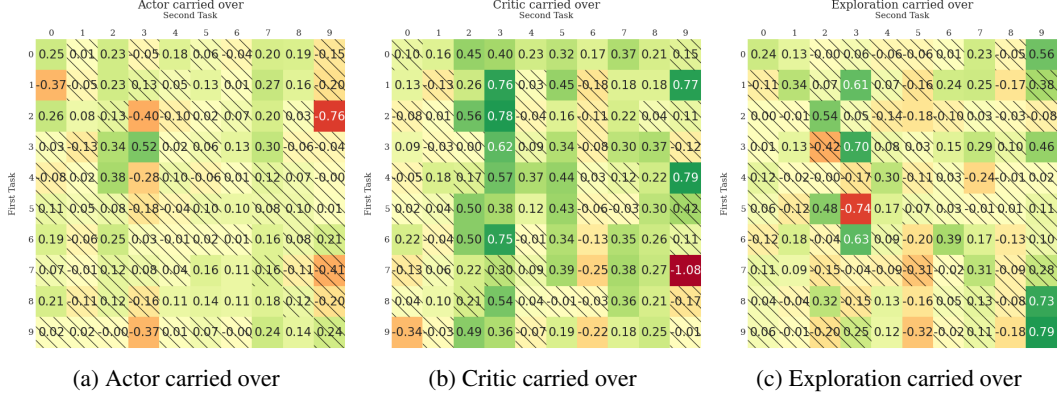 Actor carried over
Second Task
0 1 2 3 4 5 6 7 8 9
First Task
0 0.25 0.01 0.23 -0.05 0.18 0.06 -0.04 0.20 0.19 -0.15
1 -0.37 -0.05 0.23 0.13 0.05 0.13 0.01 0.27 0.16 -0.20
2 0.26 0.08 0.13 -0.40 -0.10 0.02 0.07 0.20 0.03 -0.76
3 0.03 -0.13 0.34 0.52 0.02 0.06 0.13 0.30 -0.06 -0.04
4 -0.08 0.02 0.38 -0.28 0.10 -0.06 0.01 0.12 0.07 -0.00
5 0.11 0.05 0.08 -0.18 -0.04 0.10 0.10 0.08 0.10 0.01
6 0.19 -0.06 0.25 0.03 -0.01 0.02 0.01 0.16 0.08 0.21
7 0.07 -0.01 0.12 0.08 0.04 0.16 0.11 0.16 -0.11 -0.41
8 0.21 -0.11 0.12 -0.16 0.11 0.14 0.11 0.18 0.12 -0.20
9 0.02 0.02 -0.00 -0.37 0.01 0.07 -0.00 0.24 0.14 0.24
(a) Actor carried over
Critic carried over
Second Task
0 1 2 3 4 5 6 7 8 9
First Task
0 -0.10 0.16 0.45 0.40 0.23 0.32 0.17 0.37 0.21 0.15
1 0.13 -0.13 0.26 0.76 0.03 0.45 -0.18 0.18 0.18 0.77
2 -0.08 0.01 0.56 0.78 -0.04 0.16 -0.11 0.22 0.04 0.11
3 0.09 -0.03 0.00 0.62 0.09 0.34 -0.08 0.30 0.37 -0.12
4 -0.05 0.18 0.17 0.57 0.37 0.44 0.03 0.12 0.23 0.79
5 0.02 0.04 0.50 0.38 0.12 0.43 -0.06 -0.03 0.30 0.42
6 0.22 -0.04 0.50 0.75 -0.01 0.34 -0.13 0.35 0.26 0.11
7 -0.13 0.06 0.22 0.30 0.09 0.39 -0.25 0.38 0.27 -1.08
8 0.04 0.10 0.21 0.54 -0.04 -0.01 -0.03 0.36 0.21 -0.17
9 -0.34 -0.03 0.49 0.36 -0.07 0.19 -0.22 0.18 0.25 -0.01
(b) Critic carried over
Exploration carried over
Second Task
0 1 2 3 4 5 6 7 8 9
First Task
0 0.24 0.13 -0.00 0.06 -0.06 -0.06 0.01 0.23 -0.05 0.56
1 -0.11 0.34 0.07 0.61 0.07 -0.16 0.24 0.25 -0.17 0.38
2 0.00 -0.01 0.54 0.05 -0.14 -0.18 -0.10 0.03 -0.03 -0.08
3 0.01 0.13 -0.42 0.70 0.08 0.03 0.15 0.29 0.10 0.46
4 0.12 -0.02 -0.00 -0.17 0.30 -0.11 0.03 -0.24 -0.01 0.02
5 0.06 -0.12 0.48 -0.74 0.17 0.07 0.03 -0.01 -0.01 0.11
6 -0.12 0.18 -0.04 0.63 -0.09 -0.20 0.39 0.17 -0.13 0.10
7 0.11 0.09 -0.15 -0.04 -0.09 -0.31 -0.02 0.31 -0.09 0.28
8 0.04 -0.04 0.32 -0.15 0.13 -0.16 0.05 0.13 -0.08 0.73
9 0.06 -0.01 -0.20 0.25 0.12 -0.32 -0.02 0.11 -0.18 0.79
(c) Exploration carried over